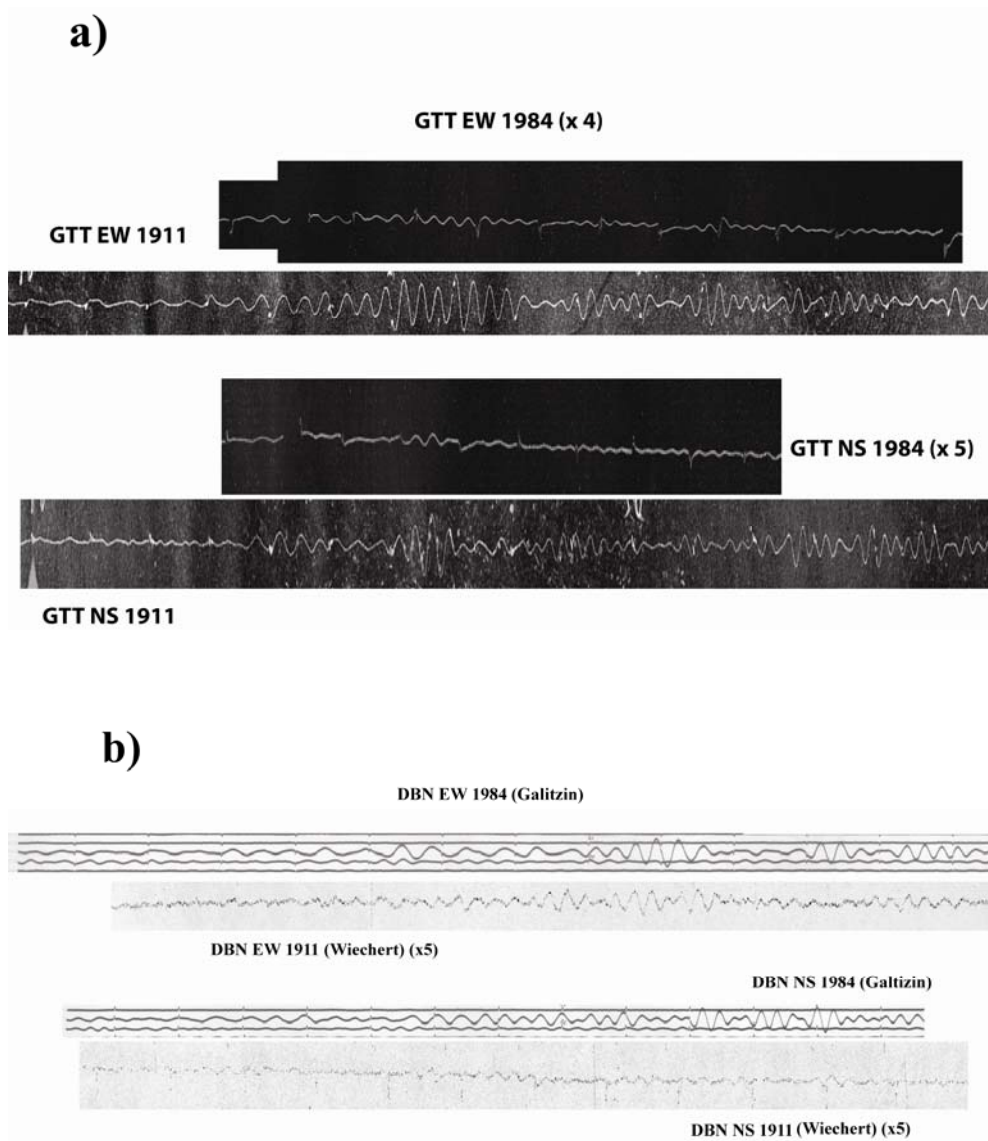 a)
GTT EW 1984 (x 4)
GTT EW 1911
GTT NS 1984 (x 5)
GTT NS 1911
b)
DBN EW 1984 (Galitzin)
DBN EW 1911 (Wiechert) (x5)
DBN NS 1984 (Galtizin)
DBN NS 1911 (Wiechert) (x5)